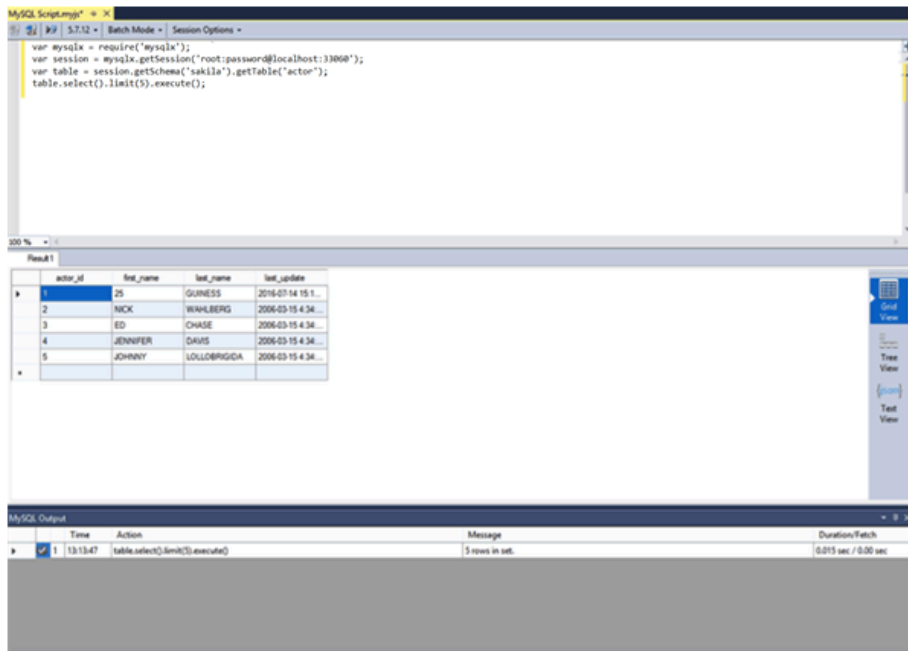 MySQL Script.myjs*
5.7.12 Batch Mode Session Options
var mysqlx = require('mysqlx');
var session = mysqlx.getSession('root:password@localhost:33060');
var table = session.getSchema('sakila').getTable('actor');
table.select().limit(5).execute();
100 %
Result1
actor_id first_name last_name last_update
1 25 GUINESS 2016-07-14 15:1...
2 NICK WAHLBERG 2006-03-15 4:34:...
3 ED CHASE 2006-03-15 4:34:...
4 JENNIFER DAVIS 2006-03-15 4:34:...
5 JOHNNY LOLLOBRIGIDA 2006-03-15 4:34:...
Grid
View
Tree
View
{json}
Text
View
MySQL Output
Time Action Message Duration/Fetch
1 13:13:47 table.select().limit(5).execute() 5 rows in set. 0.015 sec / 0.00 sec